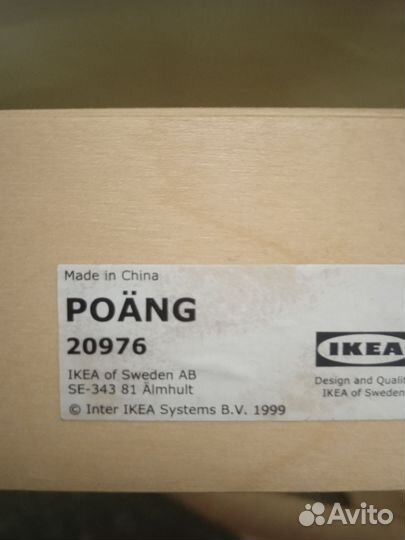 Made in China
POÄNG
20976
IKEA of Sweden AB
SE-343 81 Älmhult
© Inter IKEA Systems B.V. 1999
IKEA
Design and Quality
IKEA of Sweden
Avito